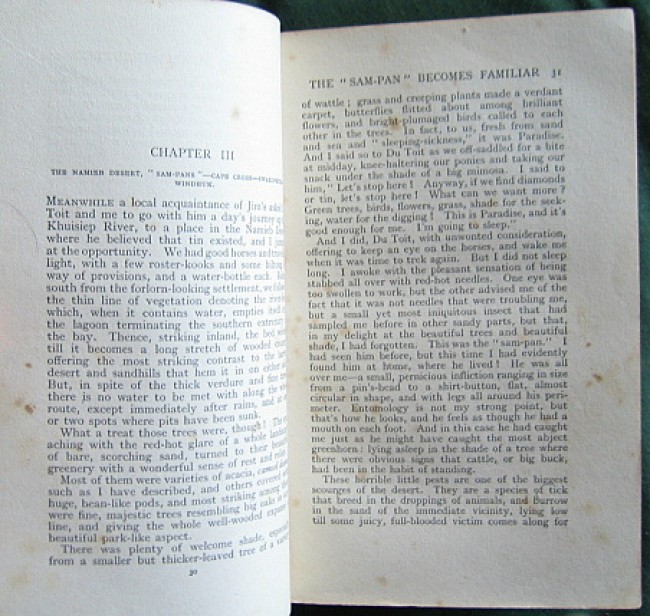 CHAPTER III
THE NAMIEH DESERT, "SAM-PANS"—CAPE CROSS—
WINDHUK
MEANWHILE a local acquaintance of Jim's
Toit and me to go with him a day's journey
Khuisiep River, to a place in the Namieh
where he believed that tin existed, and I
at the opportunity. We had good horses and
light, with a few roster-kooks and some
way of provisions, and a water-bottle each.
south from the forlorn-looking settlement, we
the thin line of vegetation denoting the
which, when it contains water, empties
the lagoon terminating the southern
the bay. Thence, striking inland, the bed
till it becomes a long stretch of wooded
offering the most striking contrast to the
desert and sandhills that hem it in on either
But, in spite of the thick verdure and
there is no water to be met with along the
route, except immediately after rains, and at
or two spots where pits have been sunk.
What a treat those trees were, though!
aching with the red-hot glare of a whole
of bare, scorching sand, turned to their
greenery with a wonderful sense of rest and
Most of them were varieties of acacia,
such as I have described, and others
huge, bean-like pods, and most striking among
were fine, majestic trees resembling big oaks in
line, and giving the whole well-wooded
beautiful park-like aspect.
There was plenty of welcome shade,
from a smaller but thicker-leaved tree of a
30
THE "SAM-PAN" BECOMES FAMILIAR 31
of wattle; grass and creeping plants made a verdant
carpet, butterflies flitted about among brilliant
flowers, and bright-plumaged birds called to each
other in the trees. In fact, to us, fresh from sand
and sea and "sleeping-sickness," it was Paradise.
And I said so to Du Toit as we off-saddled for a bite
at midday, knee-haltering our ponies and taking our
snack under the shade of a big mimosa. I said to
him, "Let's stop here! Anyway, if we find diamonds
or tin, let's stop here! What can we want more?
Green trees, birds, flowers, grass, shade for the seek-
ing, water for the digging! This is Paradise, and it's
good enough for me. I'm going to sleep."
And I did, Du Toit, with unwonted consideration,
offering to keep an eye on the horses, and wake me
when it was time to trek again. But I did not sleep
long. I awoke with the pleasant sensation of being
stabbed all over with red-hot needles. One eye was
too swollen to work, but the other advised me of the
fact that it was not needles that were troubling me,
but a small yet most iniquitous insect that had
sampled me before in other sandy parts, but that,
in my delight at the beautiful trees and beautiful
shade, I had forgotten. This was the "sam-pan." I
had seen him before, but this time I had evidently
found him at home, where he lived! He was all
over me—a small, pernicious infliction ranging in size
from a pin's-head to a shirt-button, flat, almost
circular in shape, and with legs all around his peri-
meter. Entomology is not my strong point, but
that's how he looks, and he feels as though he had a
mouth on each foot. And in this case he had caught
me just as he might have caught the most abject
greenhorn: lying asleep in the shade of a tree where
there were obvious signs that cattle, or big buck,
had been in the habit of standing.
These horrible little pests are one of the biggest
scourges of the desert. They are a species of tick
that breed in the droppings of animals, and burrow
in the sand of the immediate vicinity, lying low
till some juicy, full-blooded victim comes along for